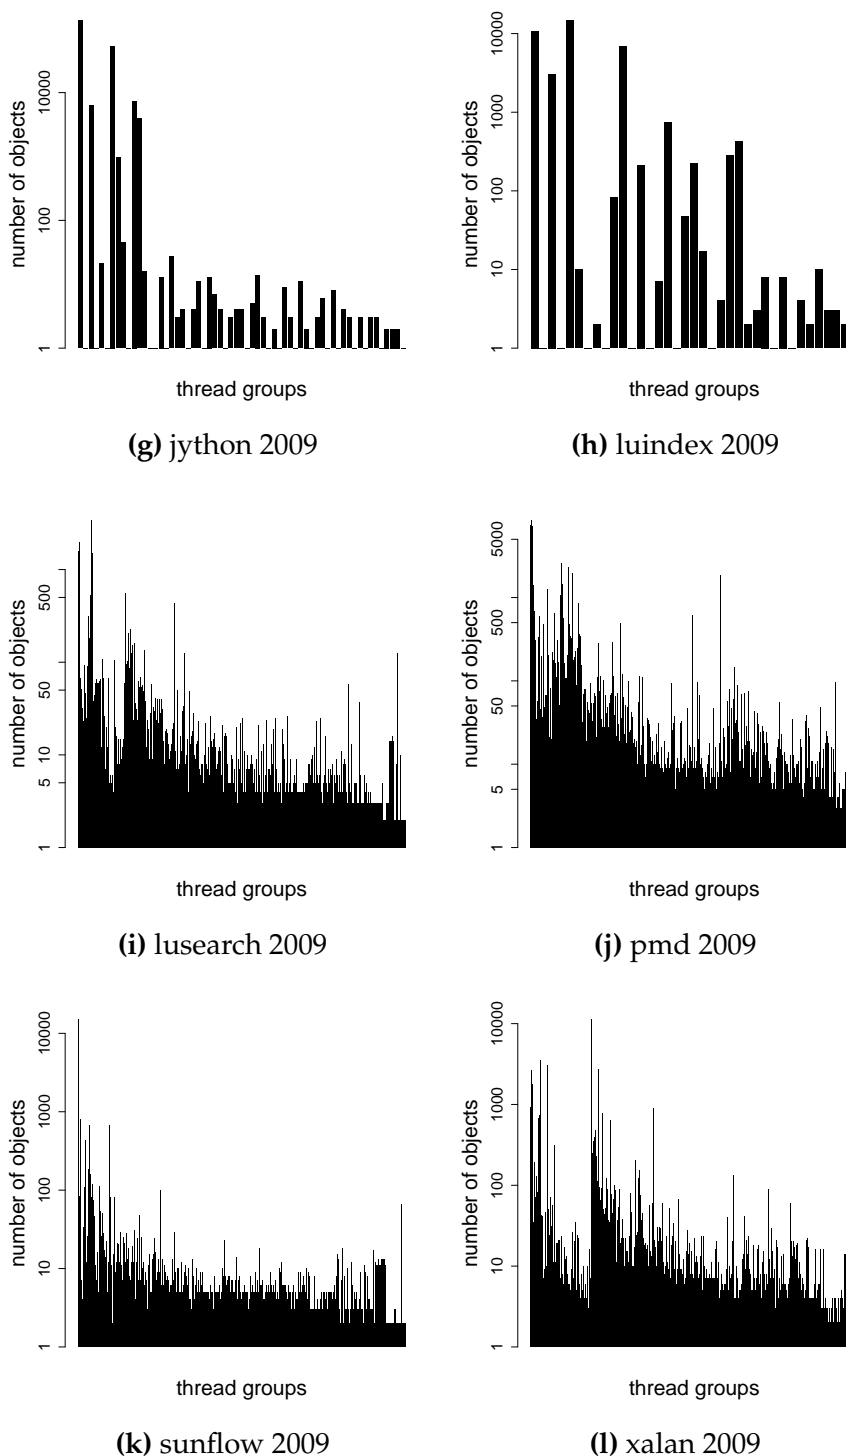 number of objects
1 100 10000
thread groups
(g) jython 2009
number of objects
1 10 100 1000 10000
thread groups
(h) luindex 2009
number of objects
1 5 10 50 500
thread groups
(i) lusearch 2009
number of objects
1 5 50 500 5000
thread groups
(j) pmd 2009
number of objects
1 10 100 1000 10000
thread groups
(k) sunflow 2009
number of objects
1 10 100 1000 10000
thread groups
(l) xalan 2009